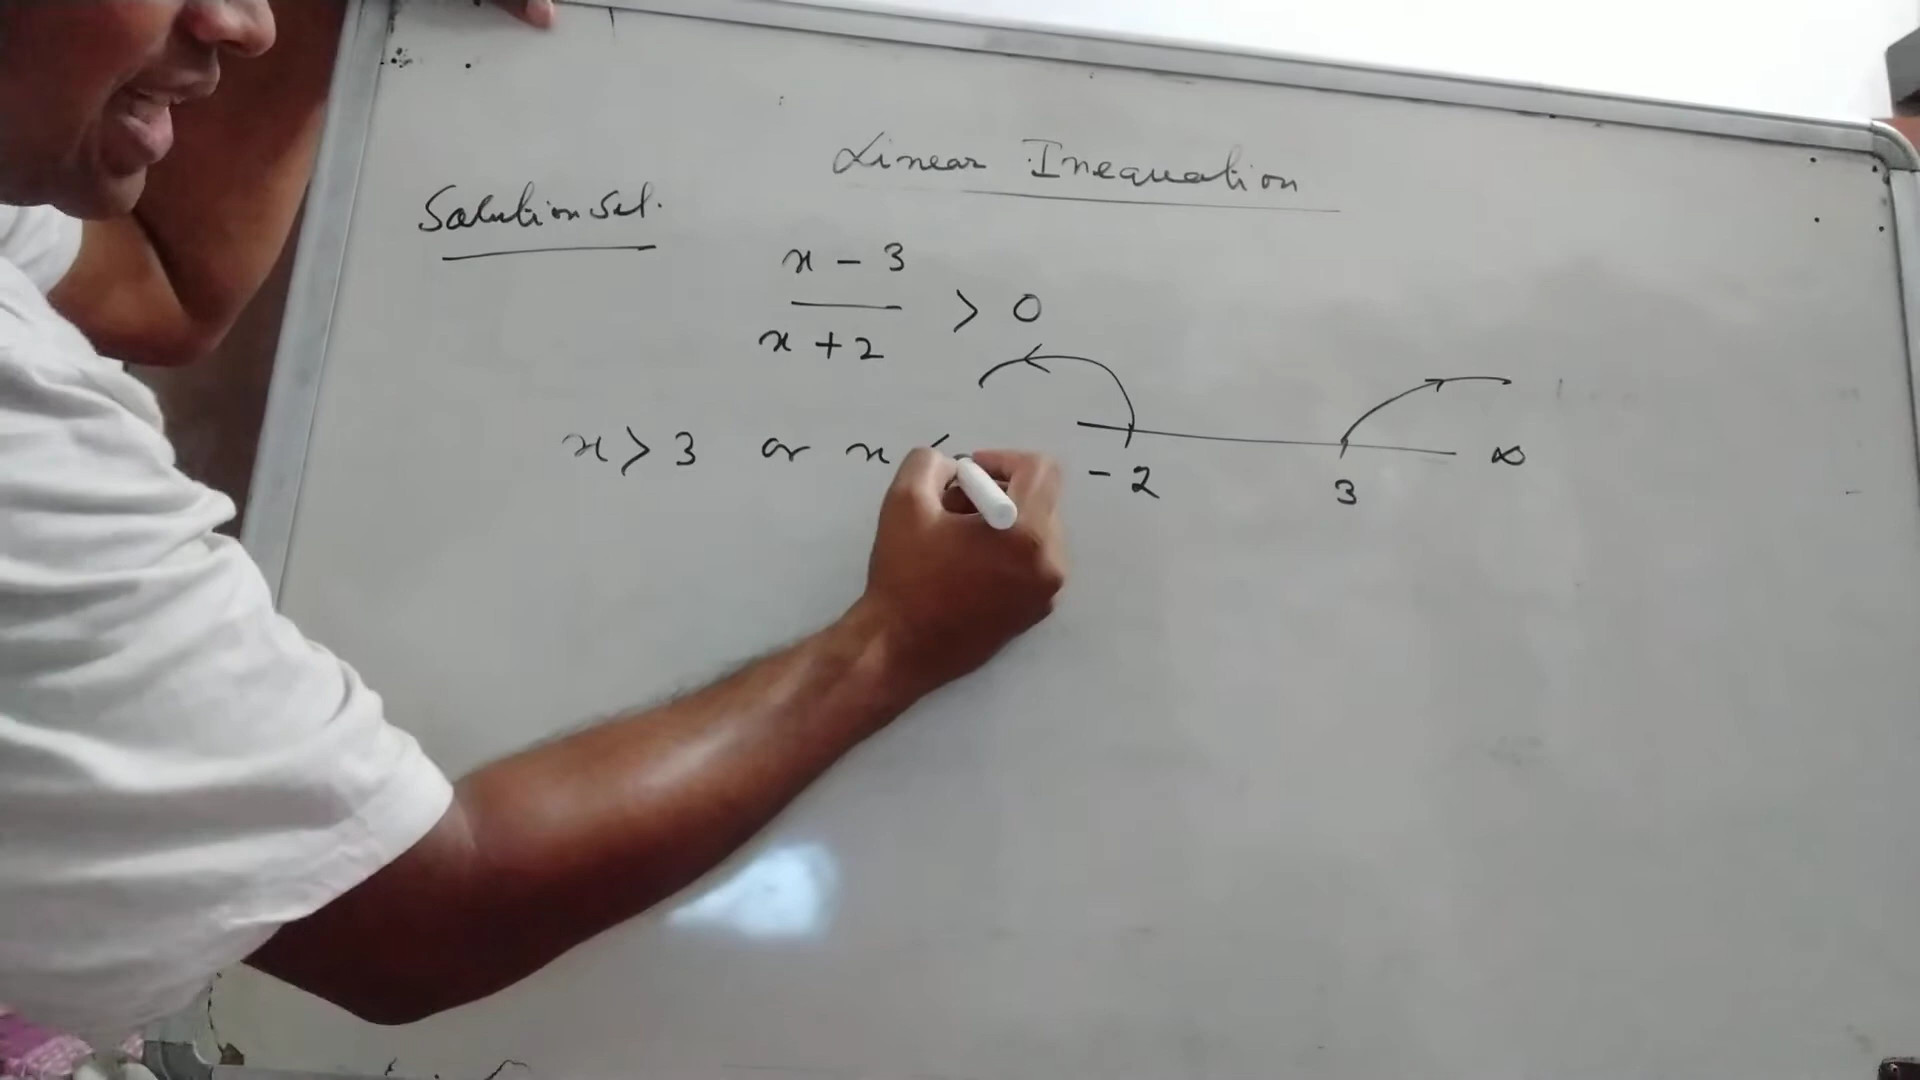 Linear Inequation
Solution Set.
x - 3
> 0
x + 2
x > 3 or x <
- 2 3 ∞